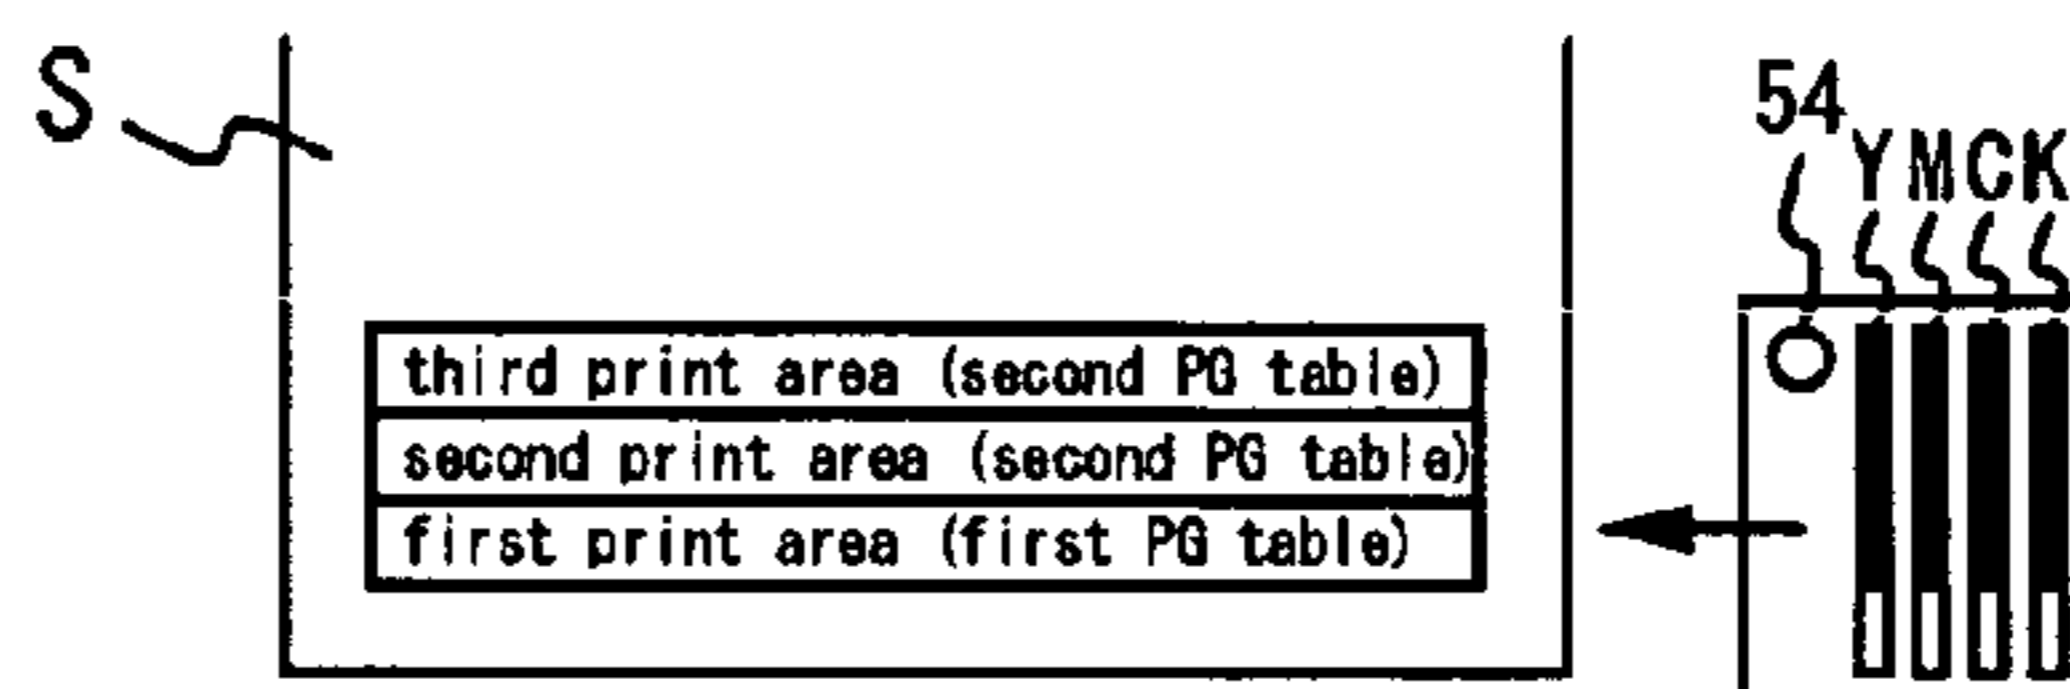 S
54
YMCK
third print area (second PG table)
second print area (second PG table)
first print area (first PG table)